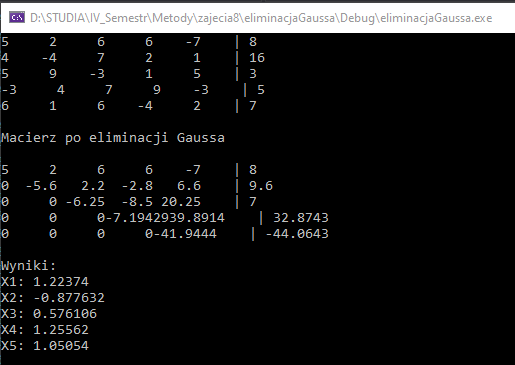 D:\STUDIA\IV_Semestr\Metody\zajecia8\eliminacjaGaussa\Debug\eliminacjaGaussa.exe
5     2     6     6    -7    | 8
4    -4     7     2     1    | 16
5     9    -3     1     5    | 3
-3     4     7     9    -3    | 5
6     1     6    -4     2    | 7
Macierz po eliminacji Gaussa
5     2     6     6    -7    | 8
0  -5.6   2.2  -2.8   6.6    | 9.6
0     0 -6.25  -8.5 20.25    | 7
0     0     0-7.1942939.8914    | 32.8743
0     0     0     0-41.9444    | -44.0643
Wyniki:
X1: 1.22374
X2: -0.877632
X3: 0.576106
X4: 1.25562
X5: 1.05054